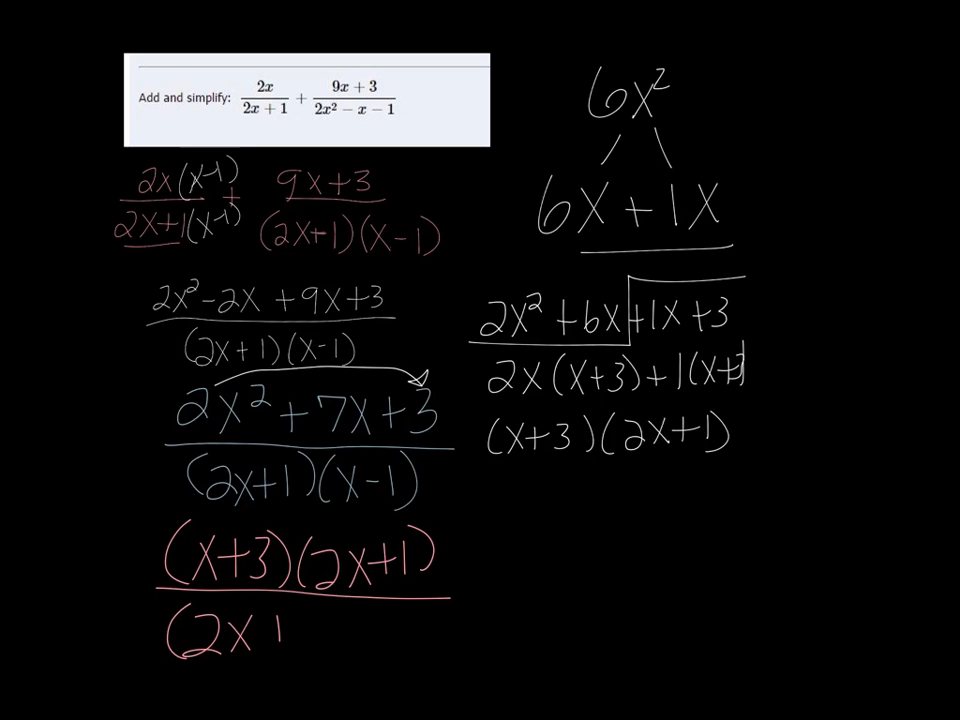 Add and simplify: 2x/(2x + 1) + (9x + 3)/(2x² − x − 1)
2x(x-1)/2x+1(x-1) + 9x+3/(2x+1)(x-1)
2x²-2x+9x+3/(2x+1)(x-1)
2x²+7x+3/(2x+1)(x-1)
(x+3)(2x+1)/(2x 1
6x²
6x + 1x
2x²+6x+1x+3
2x(x+3)+1(x+3
(x+3)(2x+1)